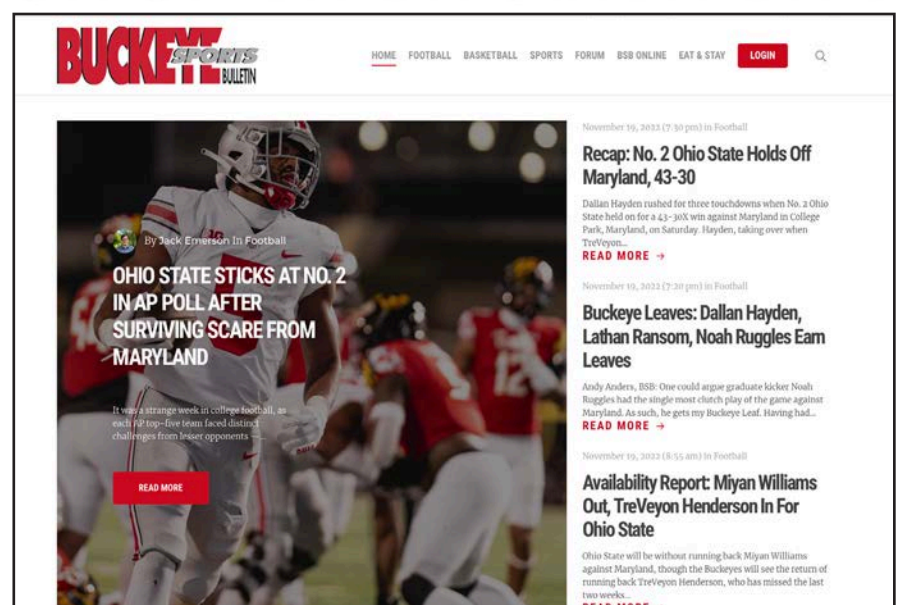 BUCKEYE
SPORTS
BULLETIN
HOME FOOTBALL BASKETBALL SPORTS FORUM BSB ONLINE EAT & STAY LOGIN
By Jack Emerson In Football
OHIO STATE STICKS AT NO. 2
IN AP POLL AFTER
SURVIVING SCARE FROM
MARYLAND
It was a strange week in college football, as
each AP top-five team faced distinct
challenges from lesser opponents —...
READ MORE
November 19, 2022 (7:30 pm) in Football
Recap: No. 2 Ohio State Holds Off
Maryland, 43-30
Dallan Hayden rushed for three touchdowns when No. 2 Ohio
State held on for a 43-30X win against Maryland in College
Park, Maryland, on Saturday. Hayden, taking over when
TreVeyon...
READ MORE →
November 19, 2022 (7:20 pm) in Football
Buckeye Leaves: Dallan Hayden,
Lathan Ransom, Noah Ruggles Earn
Leaves
Andy Anders, BSB: One could argue graduate kicker Noah
Ruggles had the single most clutch play of the game against
Maryland. As such, he gets my Buckeye Leaf. Having had...
READ MORE →
November 19, 2022 (8:55 am) in Football
Availability Report: Miyan Williams
Out, TreVeyon Henderson In For
Ohio State
Ohio State will be without running back Miyan Williams
against Maryland, though the Buckeyes will see the return of
running back TreVeyon Henderson, who has missed the last
two weeks...
READ MORE
5
12